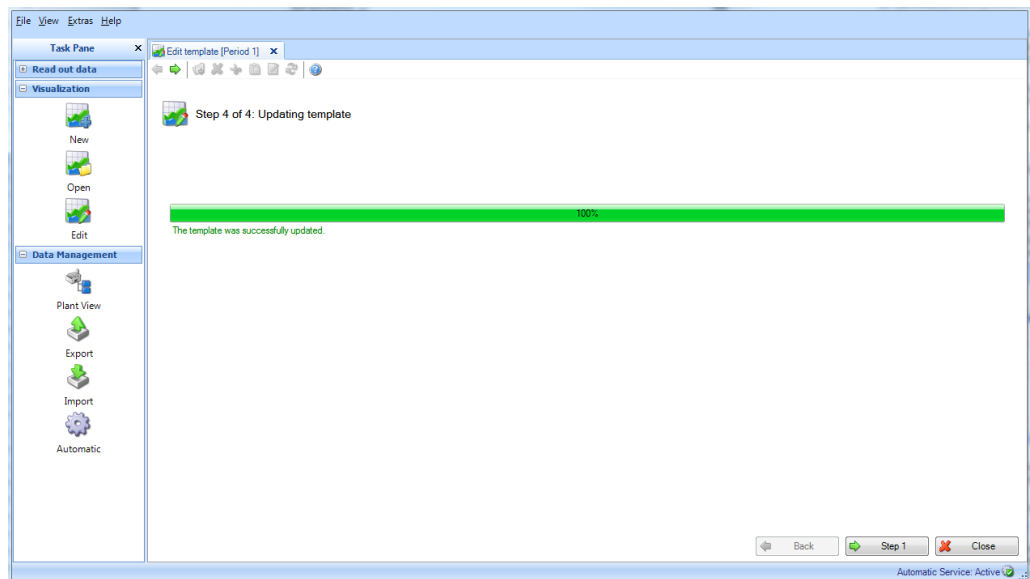 File View Extras Help
Task Pane
Edit template [Period 1]
Read out data
Visualization
Step 4 of 4: Updating template
New
Open
100%
The template was successfully updated.
Edit
Data Management
Plant View
Export
Import
Automatic
Back Step 1 Close
Automatic Service: Active